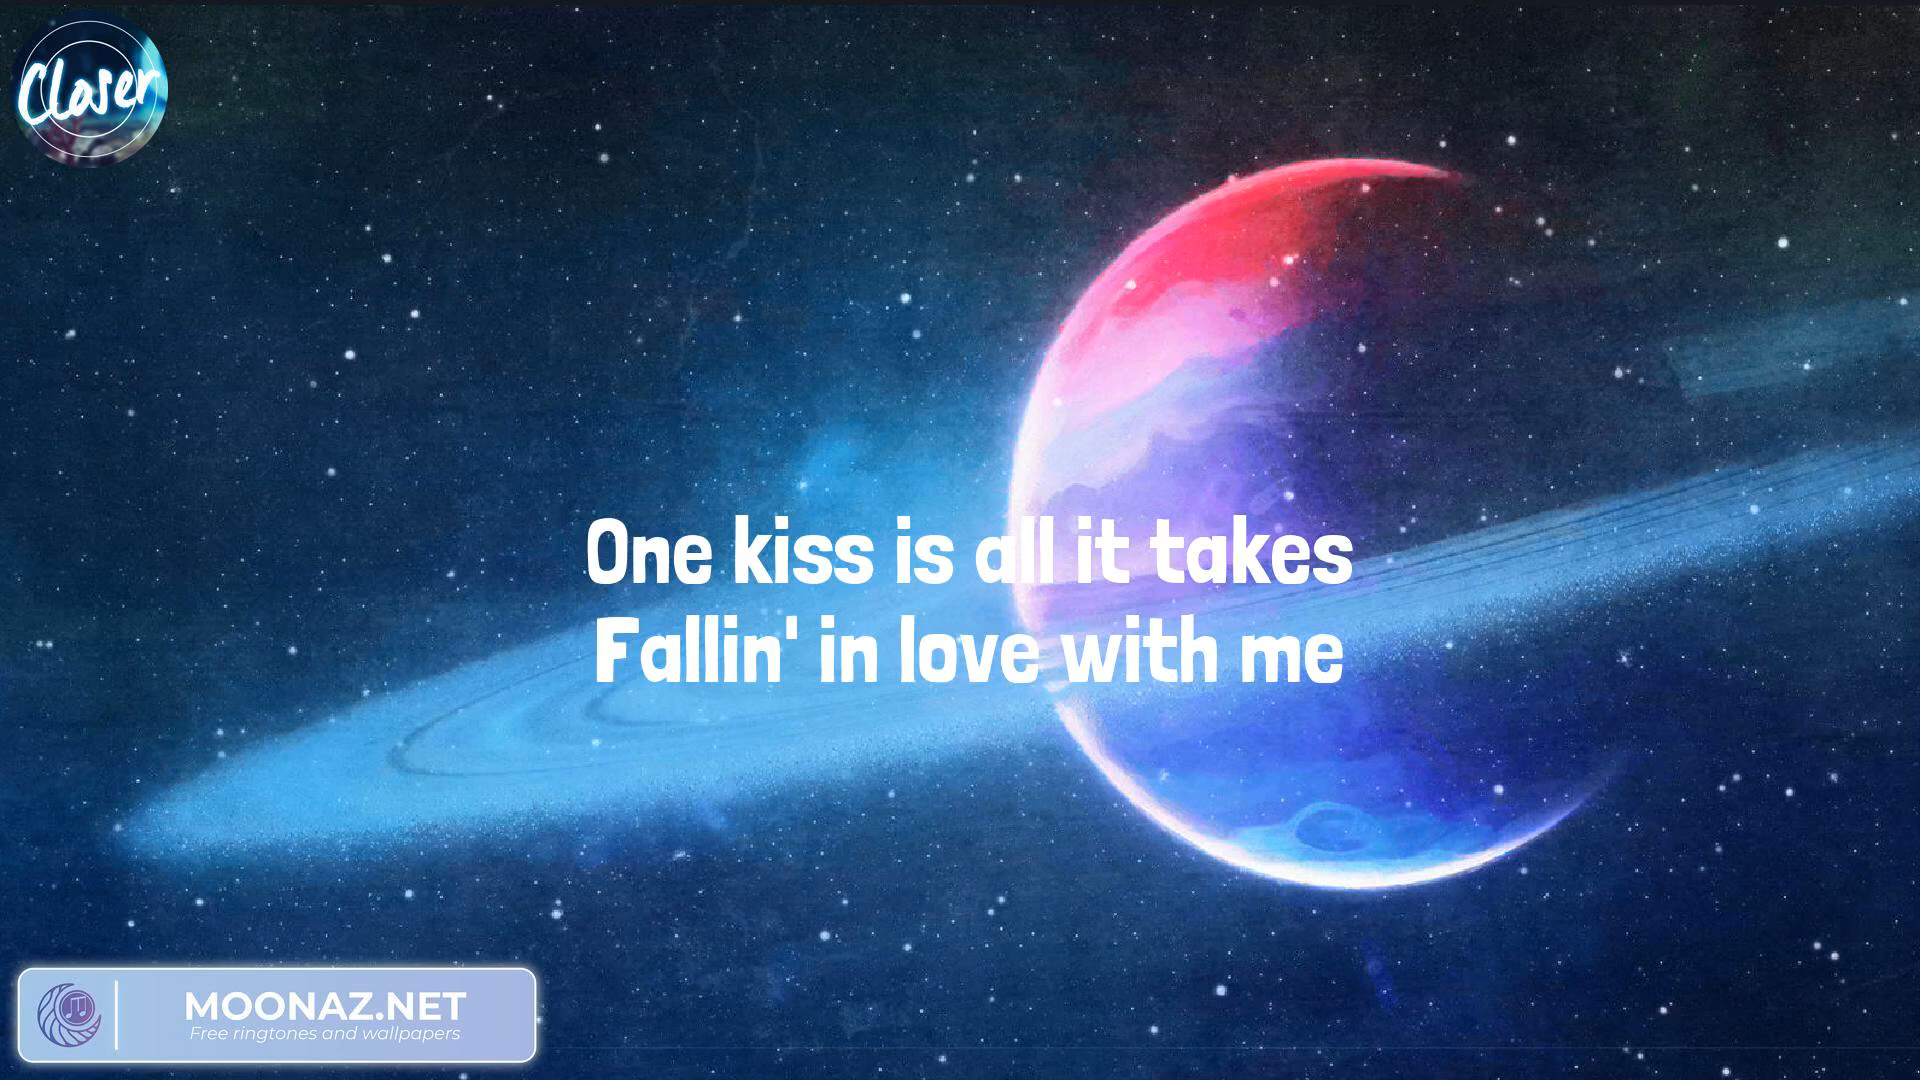 Closer
One kiss is all it takes
Fallin' in love with me
MOONAZ.NET
Free ringtones and wallpapers